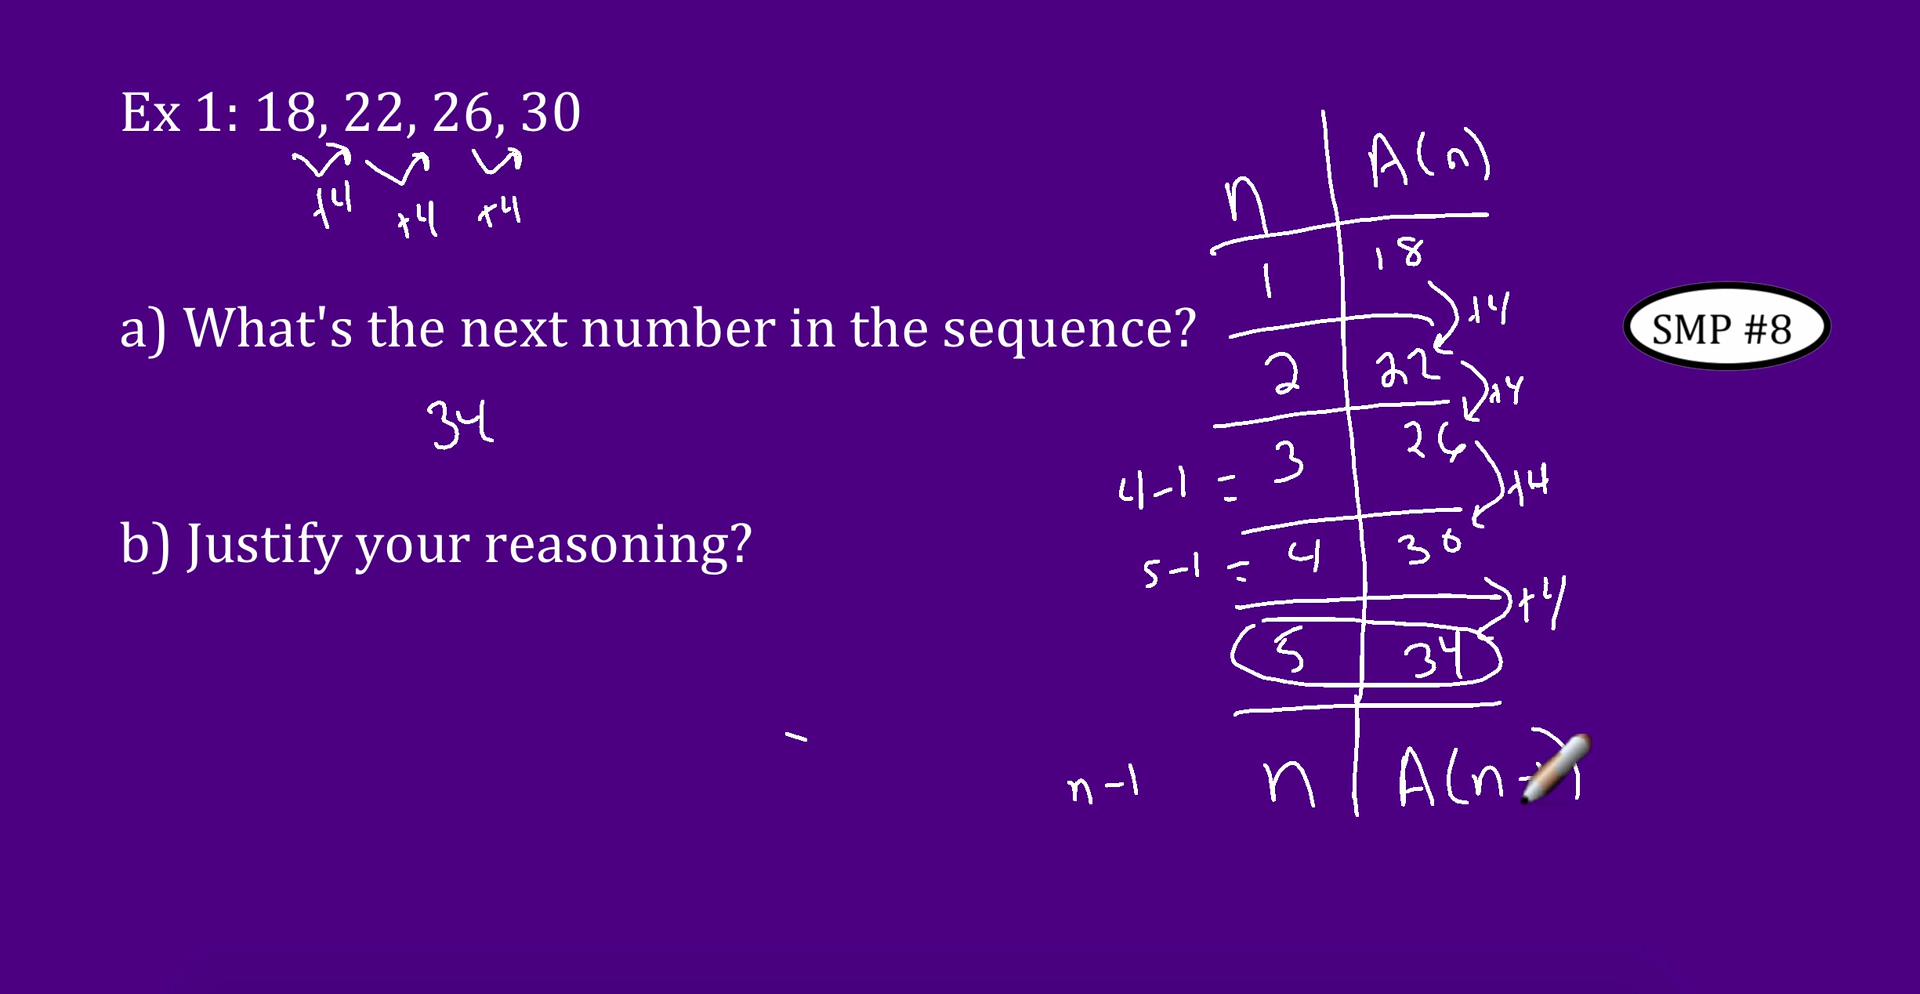 Ex 1: 18, 22, 26, 30
+4 +4 +4
a) What's the next number in the sequence?
34
b) Justify your reasoning?
SMP #8
n A(n)
1 18
+4
2 22
+4
4-1 = 3 26
+4
5-1 = 4 30
+4
5 34
n-1 n A(n-